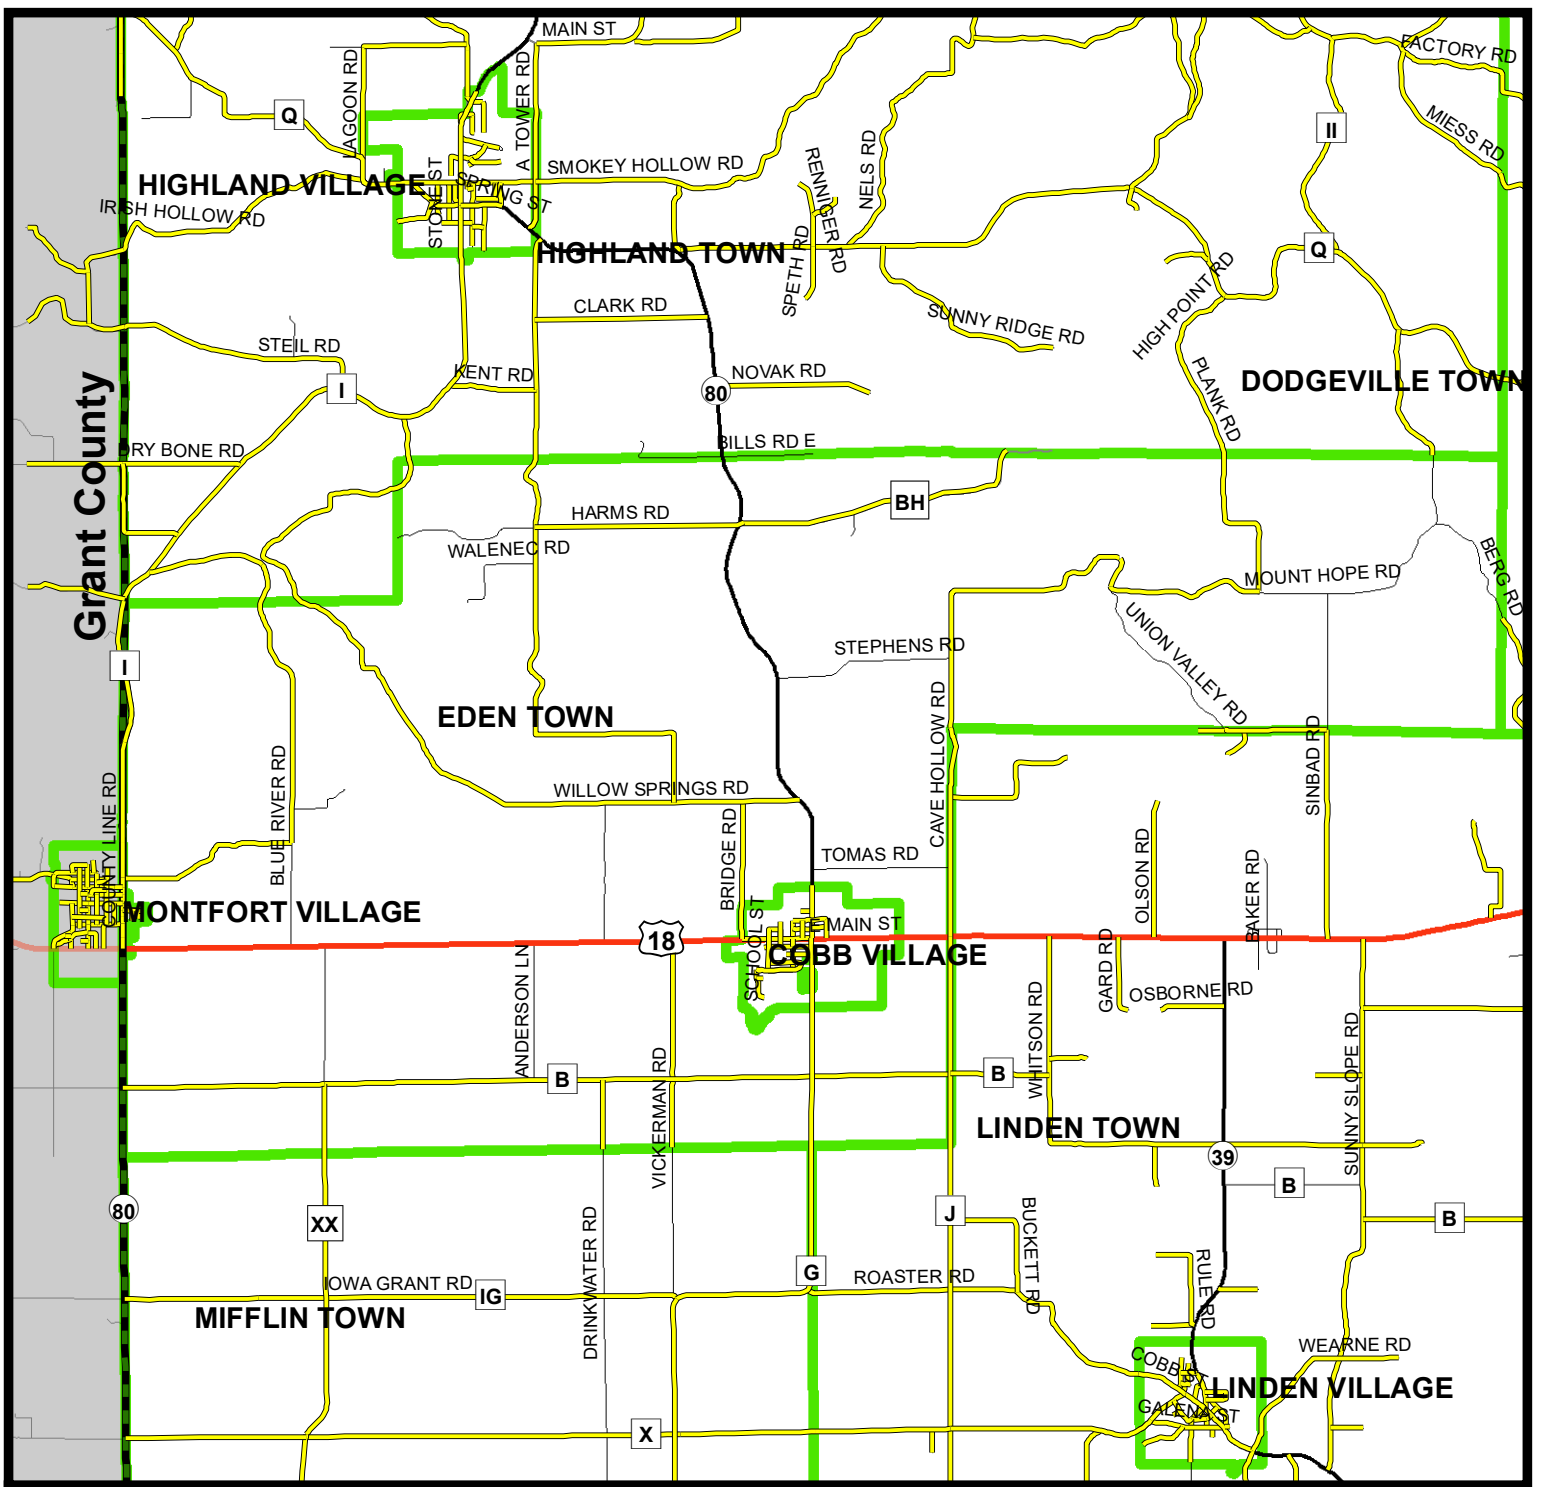 MAIN ST
FACTORY RD
LAGOON RD
A TOWER RD
Q
II
MIESS RD
SMOKEY HOLLOW RD
RENNIGER RD
NELS RD
HIGHLAND VILLAGE
SPRING ST
STONE ST
IRISH HOLLOW RD
HIGHLAND TOWN
SPETH RD
Q
HIGH POINT RD
CLARK RD
SUNNY RIDGE RD
STEIL RD
KENT RD
NOVAK RD
I
80
PLANK RD
DODGEVILLE TOWN
Grant County
DRY BONE RD
BILLS RD E
BH
HARMS RD
WALENEC RD
BERG RD
MOUNT HOPE RD
UNION VALLEY RD
STEPHENS RD
I
EDEN TOWN
CAVE HOLLOW RD
SINBAD RD
COUNTY LINE RD
BLUE RIVER RD
WILLOW SPRINGS RD
BRIDGE RD
TOMAS RD
OLSON RD
BAKER RD
MONTFORT VILLAGE
SCHOOL ST
E MAIN ST
18
COBB VILLAGE
ANDERSON LN
GARD RD
OSBORNE RD
WHITSON RD
SUNNY SLOPE RD
VICKERMAN RD
B
B
LINDEN TOWN
39
B
B
80
XX
DRINKWATER RD
J
BUCKETT RD
G
ROASTER RD
RULE RD
IOWA GRANT RD
IG
MIFFLIN TOWN
WEARNE RD
COBB ST
LINDEN VILLAGE
GALENA ST
X